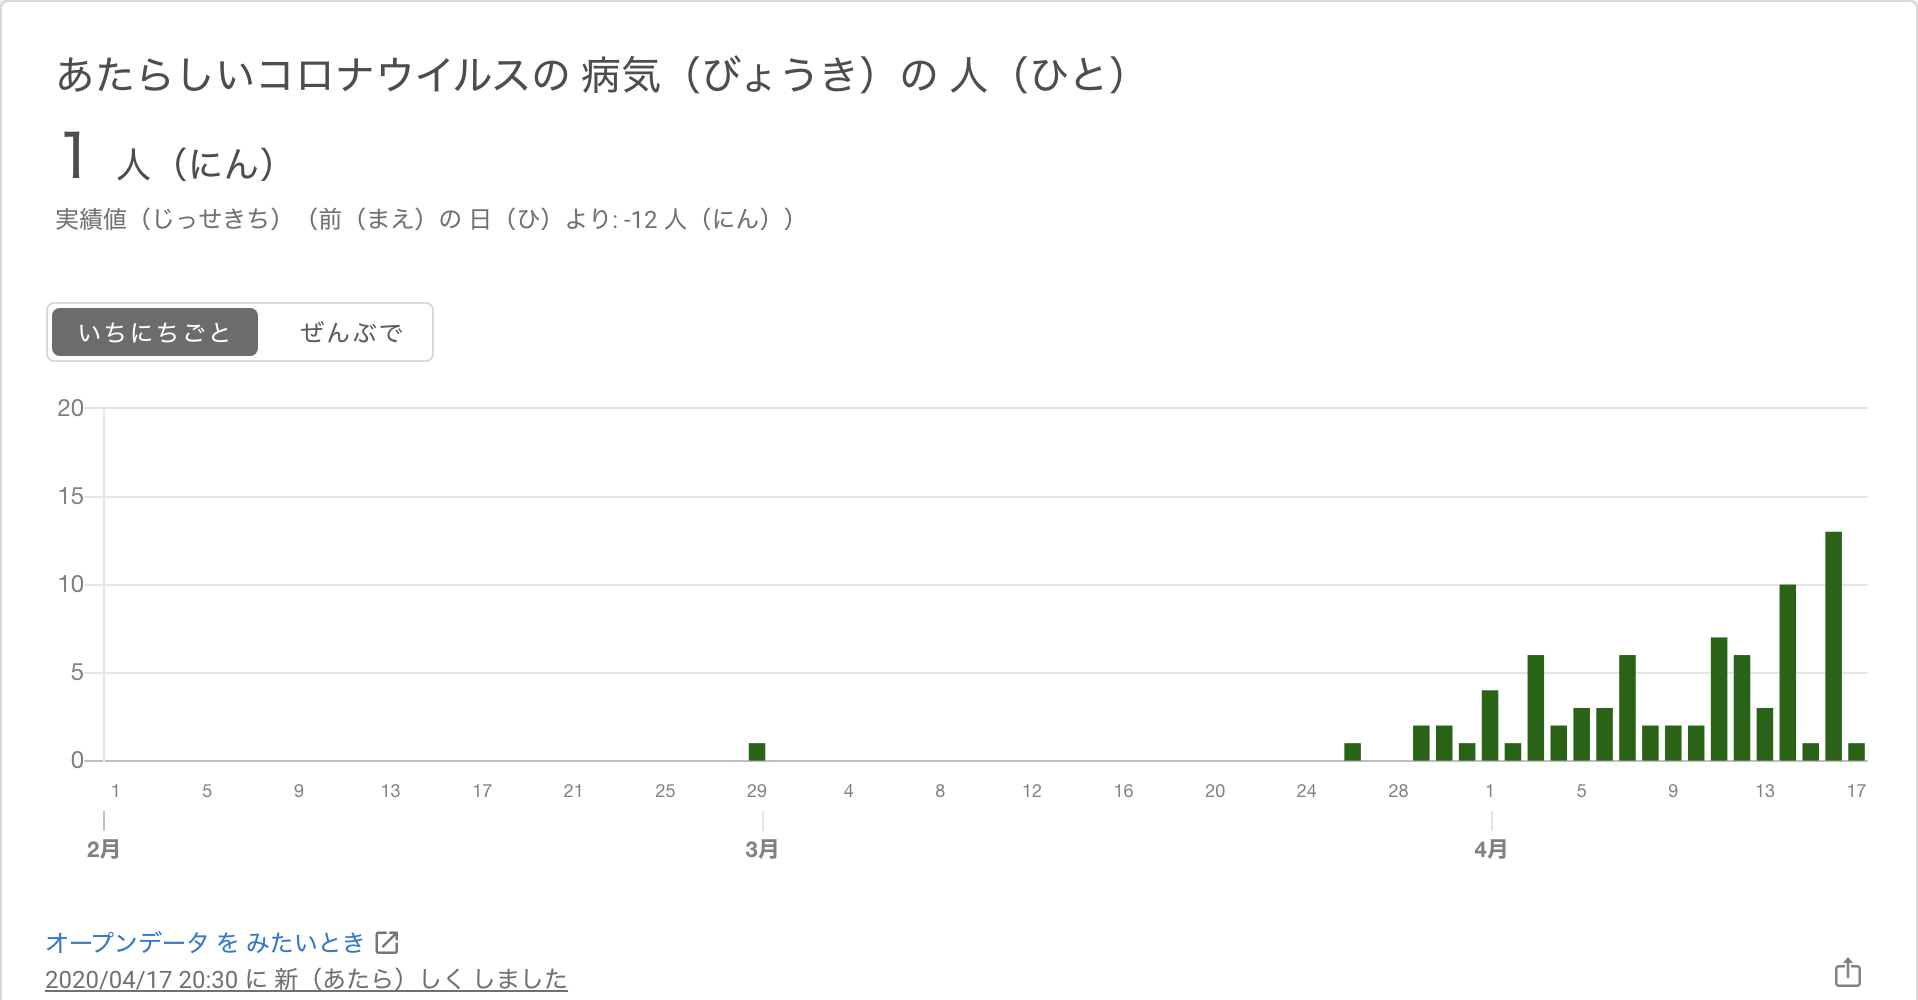 あたらしいコロナウイルスの 病気（びょうき）の 人（ひと）
1 人（にん）
実績値（じっせきち）（前（まえ）の 日（ひ）より: -12 人（にん））
いちにちごと ぜんぶで
20
15
10
5
0
1 5 9 13 17 21 25 29 4 8 12 16 20 24 28 1 5 9 13 17
2月 3月 4月
オープンデータ を みたいとき
2020/04/17 20:30 に 新（あたら）しく しました